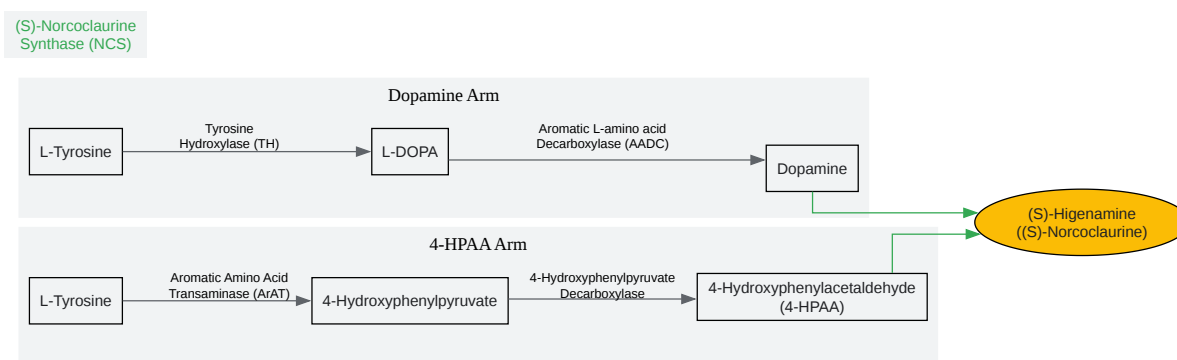 (S)-Norcoclaurine
Synthase (NCS)
Dopamine Arm
L-Tyrosine
Tyrosine
Hydroxylase (TH)
L-DOPA
Aromatic L-amino acid
Decarboxylase (AADC)
Dopamine
(S)-Higenamine
((S)-Norcoclaurine)
4-HPAA Arm
L-Tyrosine
Aromatic Amino Acid
Transaminase (ArAT)
4-Hydroxyphenylpyruvate
4-Hydroxyphenylpyruvate
Decarboxylase
4-Hydroxyphenylacetaldehyde
(4-HPAA)